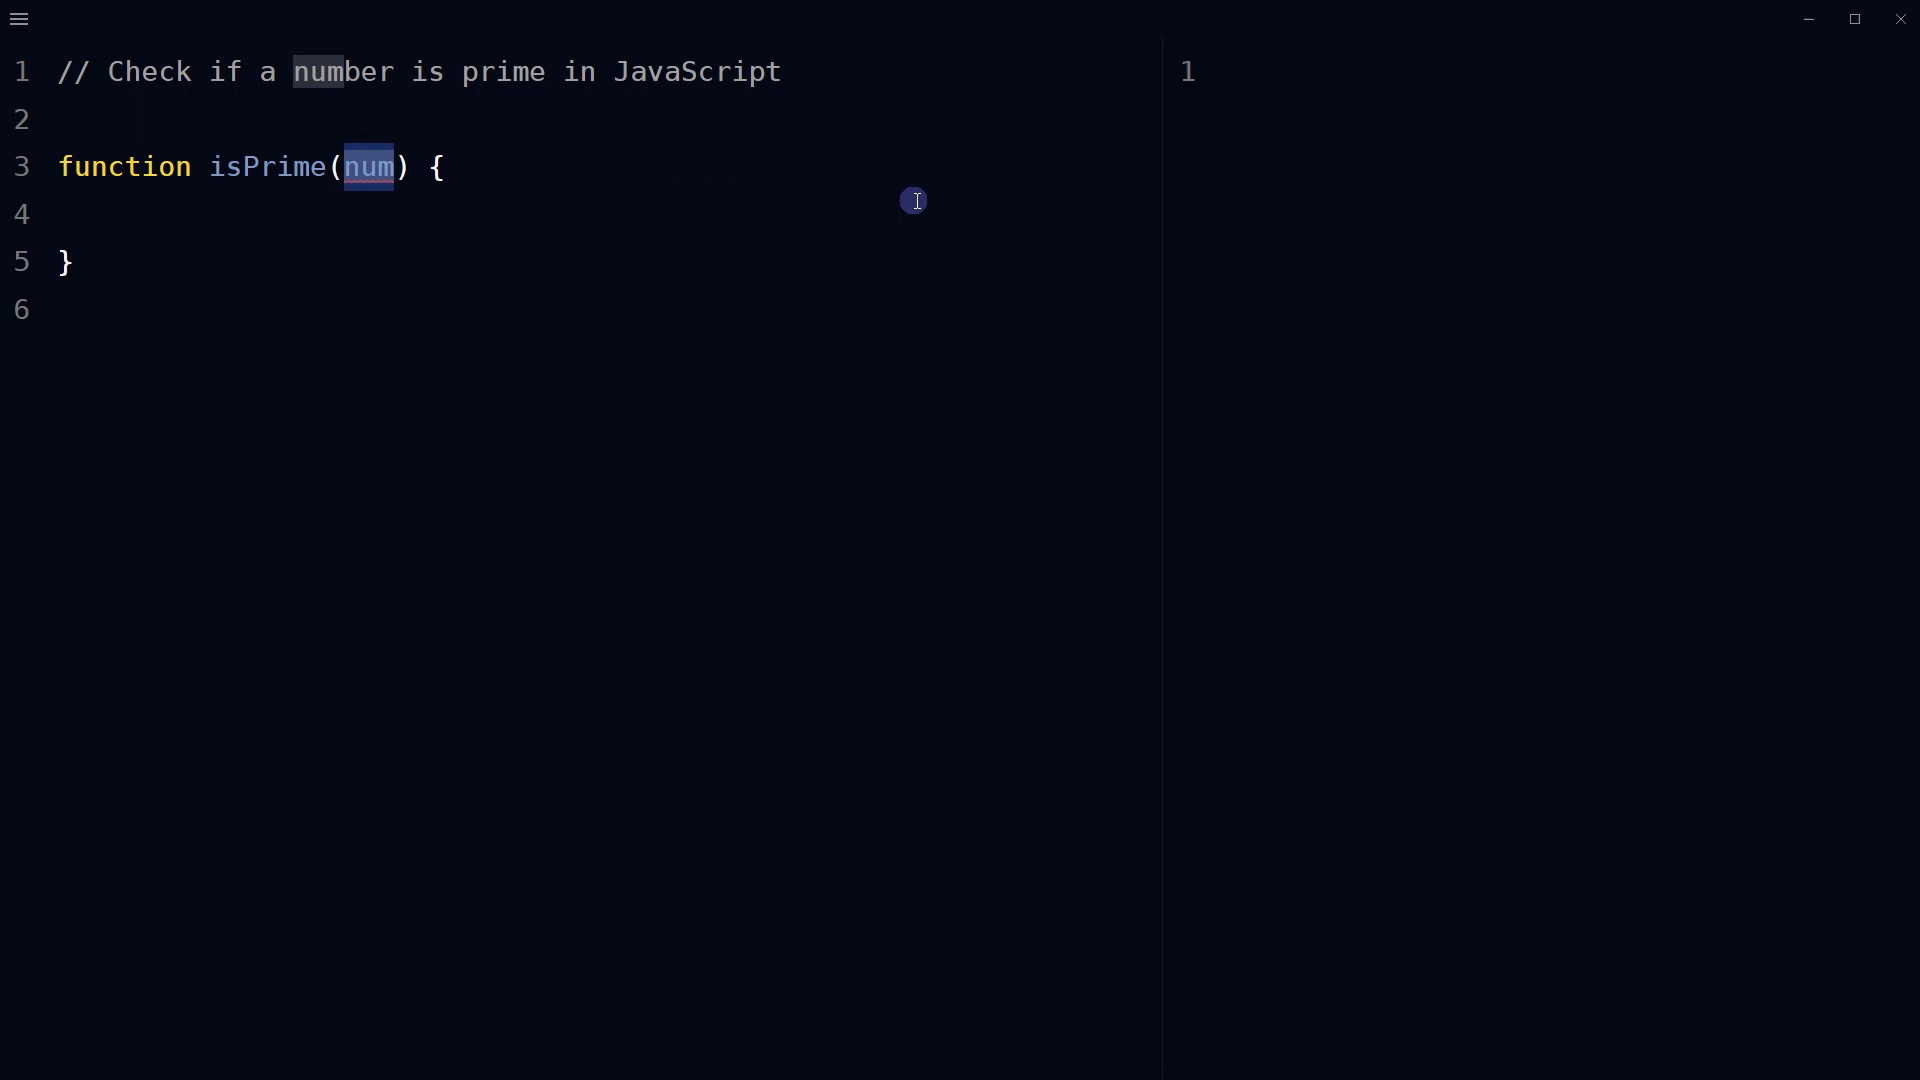 1 // Check if a number is prime in JavaScript
2
3 function isPrime(num) {
4
5 }
6
1